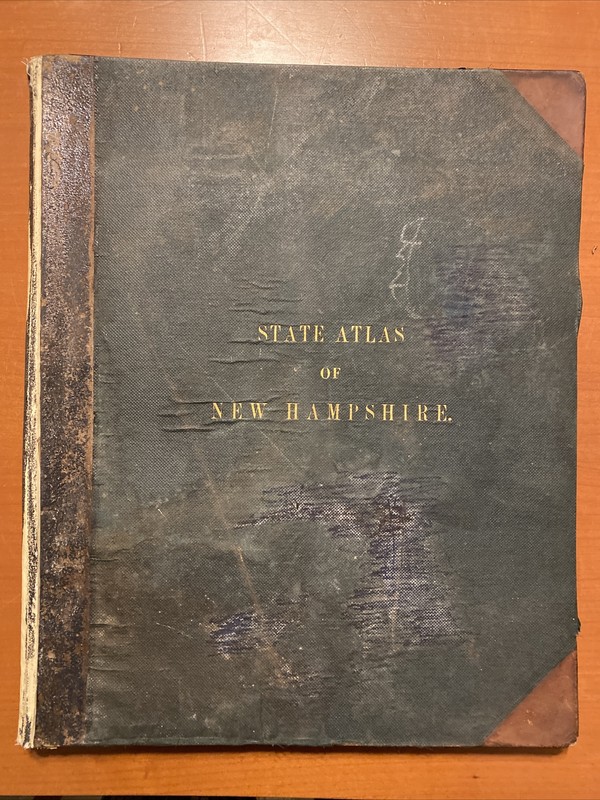 STATE ATLAS
OF
NEW HAMPSHIRE.